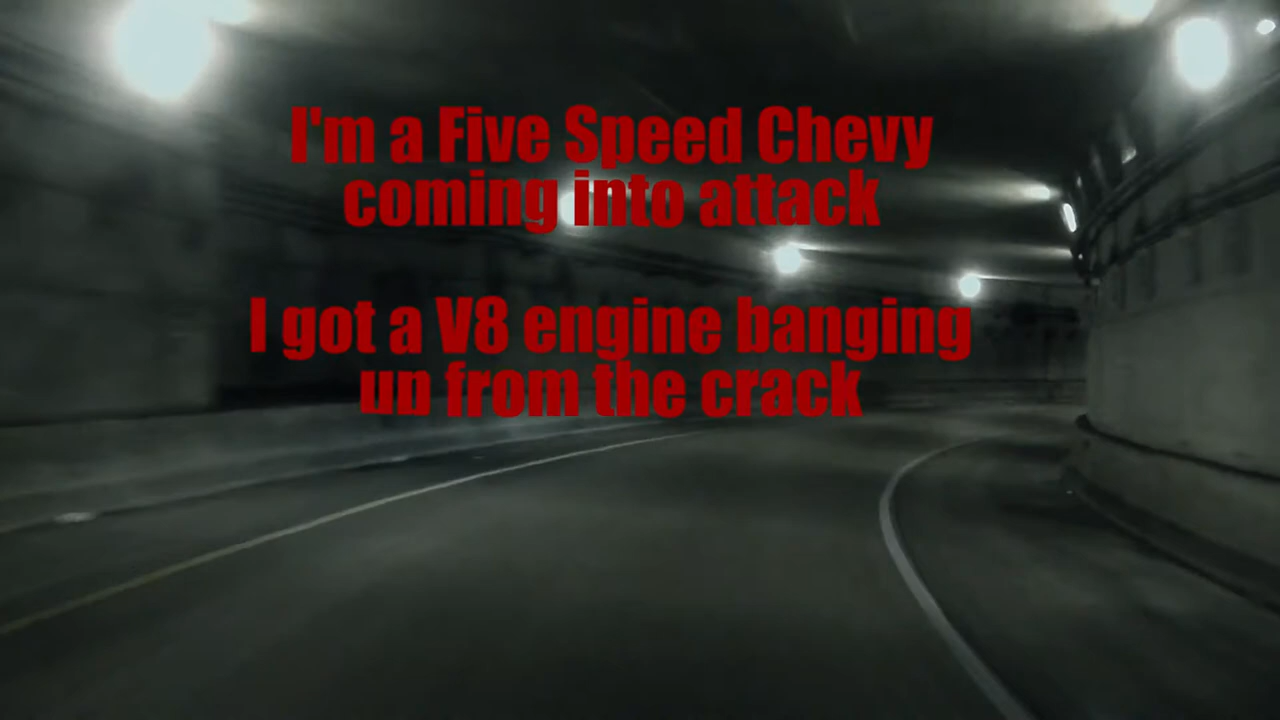 I'm a Five Speed Chevy
coming into attack
I got a V8 engine banging
up from the crack